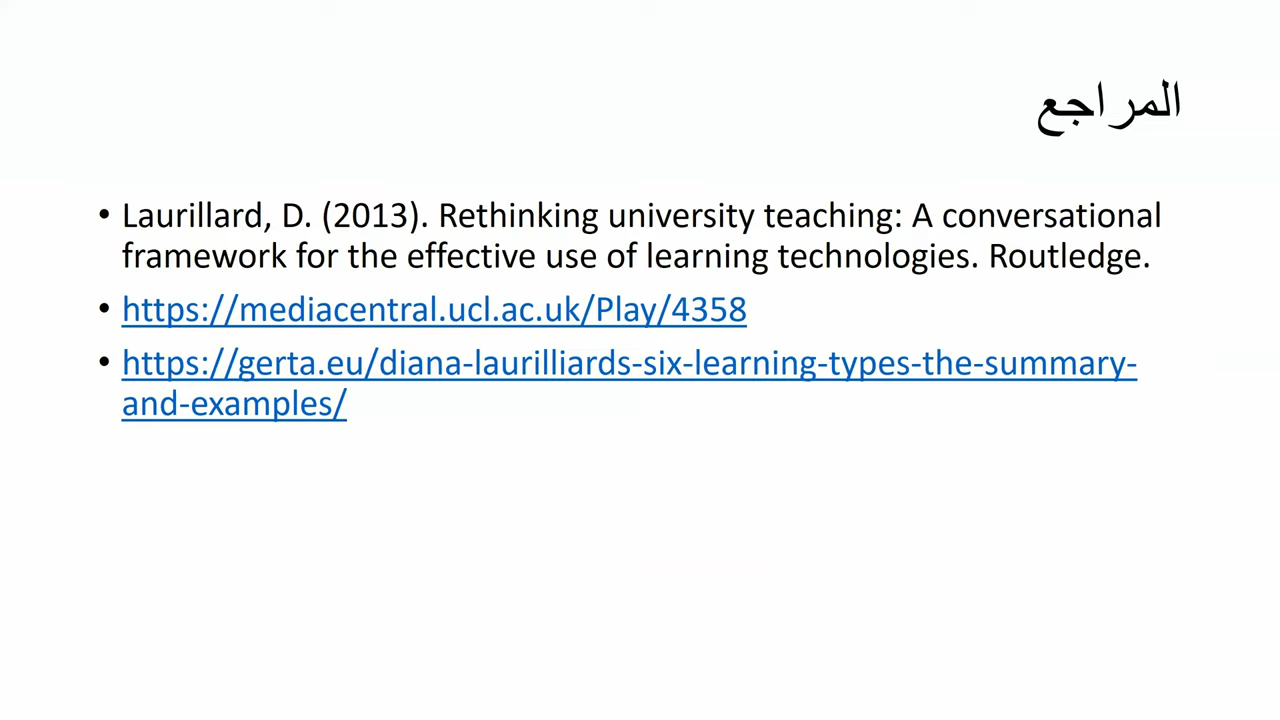 المراجع
• Laurillard, D. (2013). Rethinking university teaching: A conversational
framework for the effective use of learning technologies. Routledge.
• https://mediacentral.ucl.ac.uk/Play/4358
• https://gerta.eu/diana-laurilliards-six-learning-types-the-summary-
and-examples/